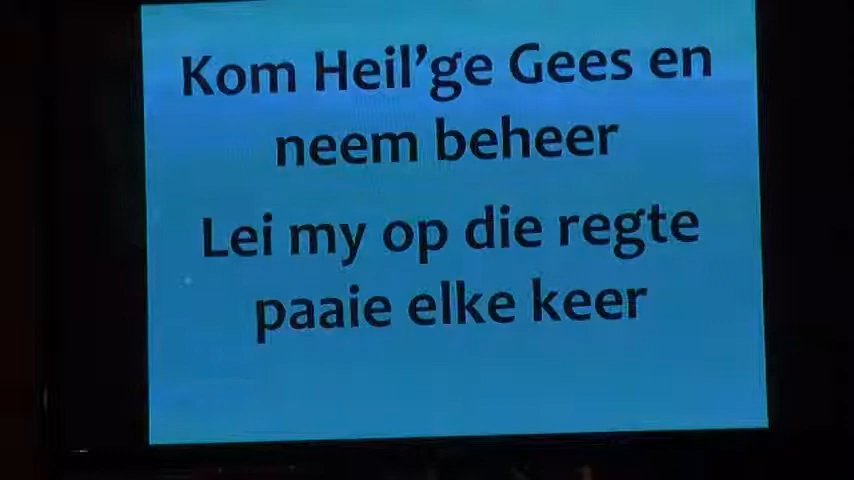 Kom Heil’ge Gees en
neem beheer
Lei my op die regte
paaie elke keer